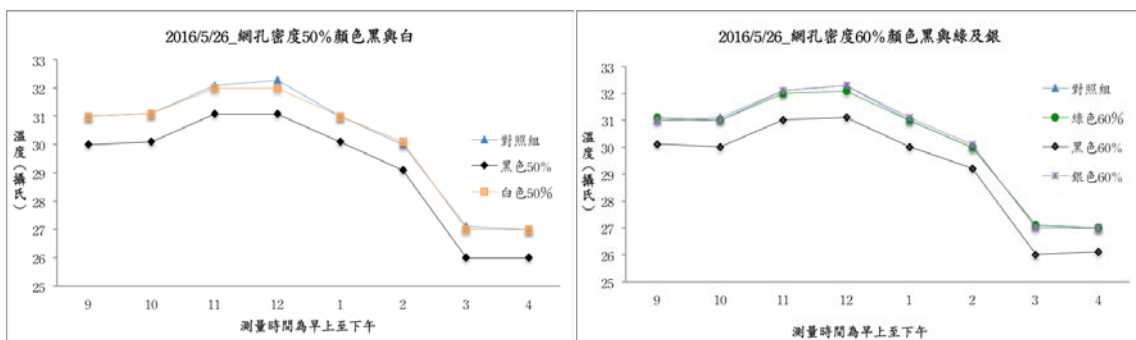 2016/5/26_網孔密度50%顏色黑與白
33
32
31
30
29
28
27
26
25
溫度(攝氏)
9 10 11 12 1 2 3 4
測量時間為早上至下午
對照組
黑色50%
白色50%
2016/5/26_網孔密度60%顏色黑與綠及銀
33
32
31
30
29
28
27
26
25
溫度(攝氏)
9 10 11 12 1 2 3 4
測量時間為早上至下午
對照組
綠色60%
黑色60%
銀色60%